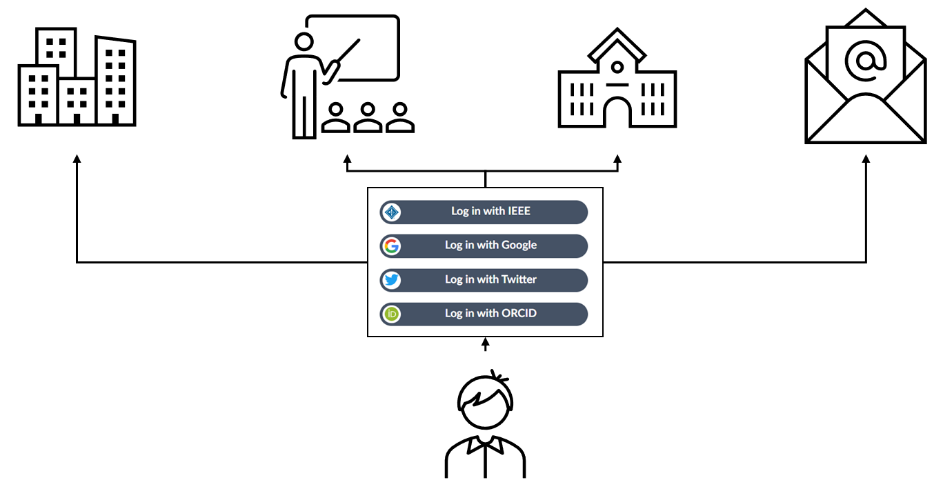 @
Log in with IEEE
Log in with Google
Log in with Twitter
Log in with ORCID